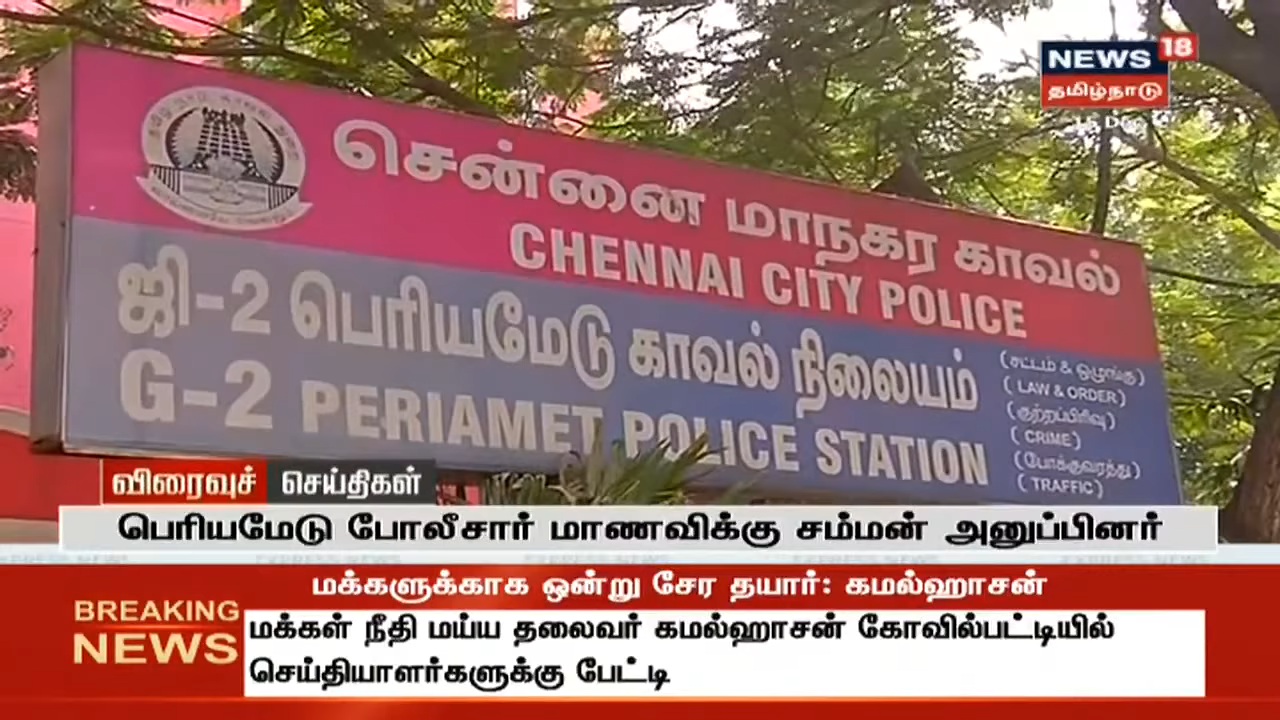 NEWS 18
தமிழ்நாடு
சென்னை மாநகர காவல்
CHENNAI CITY POLICE
ஜி-2 பெரியமேடு காவல் நிலையம்
G-2 PERIAMET POLICE STATION
(சட்டம் & ஒழுங்கு)
( LAW & ORDER)
(குற்றப்பிரிவு)
( CRIME)
(போக்குவரத்து)
( TRAFFIC)
விரைவுச் செய்திகள்
பெரியமேடு போலீசார் மாணவிக்கு சம்மன் அனுப்பினர்
மக்களுக்காக ஒன்று சேர தயார்: கமல்ஹாசன்
BREAKING NEWS
மக்கள் நீதி மய்ய தலைவர் கமல்ஹாசன் கோவில்பட்டியில்
செய்தியாளர்களுக்கு பேட்டி